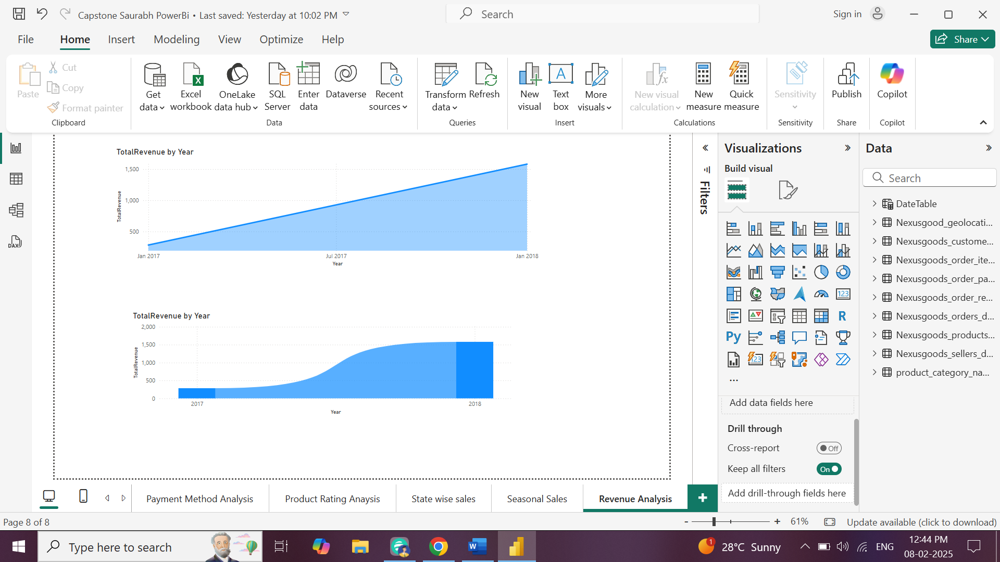 Capstone Saurabh PowerBi • Last saved: Yesterday at 10:02 PM
Search
Sign in
File Home Insert Modeling View Optimize Help
Share
Paste
Cut
Copy
Format painter
Clipboard
Get data
Excel workbook
OneLake data hub
SQL Server
Enter data
Dataverse
Recent sources
Data
Transform data
Refresh
Queries
New visual
Text box
More visuals
Insert
New visual calculation
New measure
Quick measure
Calculations
Sensitivity
Sensitivity
Publish
Share
Copilot
Copilot
TotalRevenue by Year
TotalRevenue
1,500
1,000
500
Jan 2017 Jul 2017 Jan 2018
Year
TotalRevenue by Year
TotalRevenue
2,000
1,500
1,000
500
0
2017 2018
Year
Filters
Visualizations
Build visual
123
R
Py
123
...
Add data fields here
Drill through
Cross-report Off
Keep all filters On
Add drill-through fields here
Data
Search
DateTable
Nexusgood_geolocati...
Nexusgoods_custome...
Nexusgoods_order_ite...
Nexusgoods_order_pa...
Nexusgoods_order_re...
Nexusgoods_orders_d...
Nexusgoods_products...
Nexusgoods_sellers_d...
product_category_na...
DAX
Payment Method Analysis Product Rating Anaysis State wise sales Seasonal Sales Revenue Analysis +
Page 8 of 8
- + 61%
Update available (click to download)
Type here to search
W
1
28°C Sunny
ENG
12:44 PM
08-02-2025